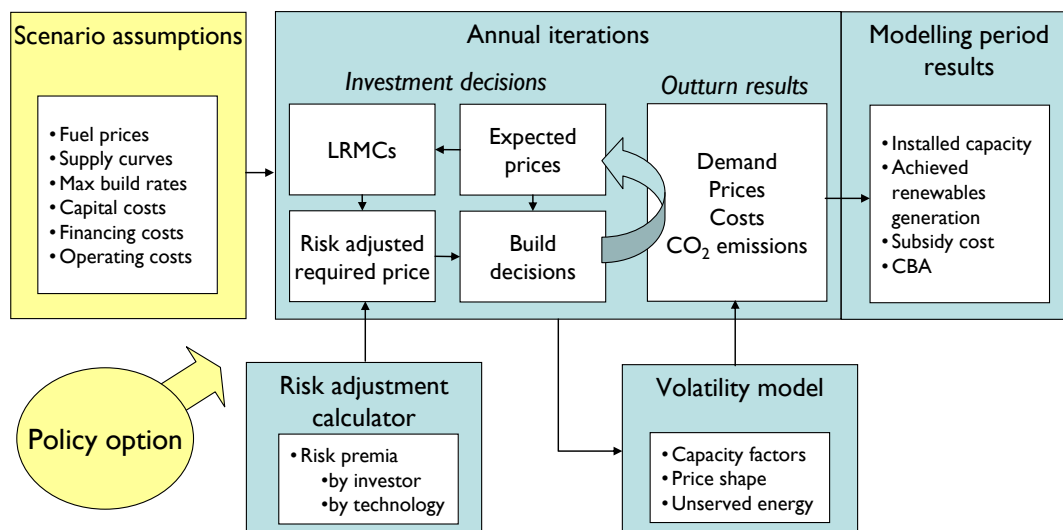 Scenario assumptions
• Fuel prices
• Supply curves
• Max build rates
• Capital costs
• Financing costs
• Operating costs
Annual iterations
Investment decisions
LRMCs
Expected
prices
Risk adjusted
required price
Build
decisions
Outturn results
Demand
Prices
Costs
CO₂ emissions
Modelling period
results
• Installed capacity
• Achieved
renewables
generation
• Subsidy cost
• CBA
Policy option
Risk adjustment
calculator
• Risk premia
• by investor
• by technology
Volatility model
• Capacity factors
• Price shape
• Unserved energy